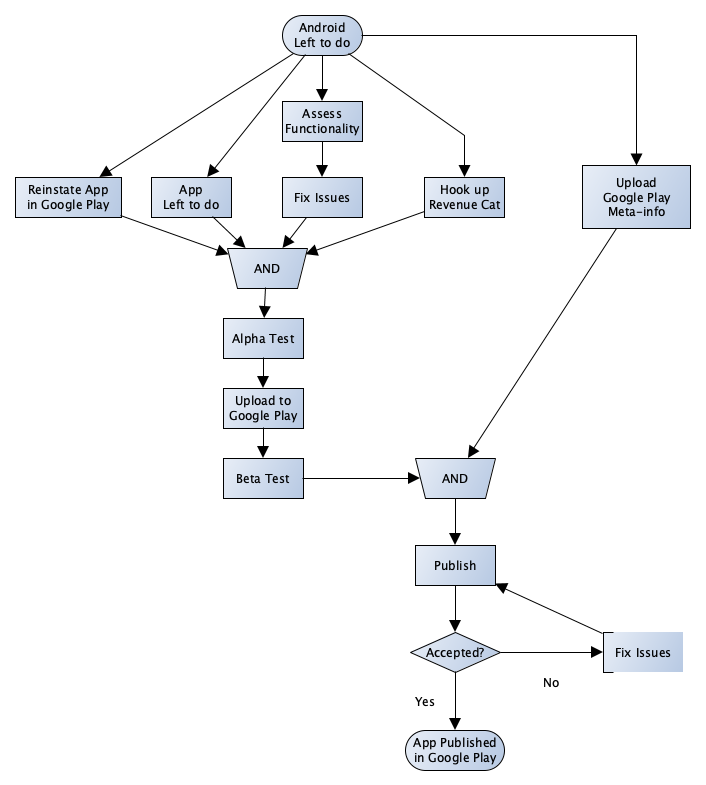 Android
Left to do
Assess
Functionality
Reinstate App
in Google Play
App
Left to do
Fix Issues
Hook up
Revenue Cat
Upload
Google Play
Meta-info
AND
Alpha Test
Upload to
Google Play
Beta Test
AND
Publish
Accepted?
Fix Issues
No
Yes
App Published
in Google Play